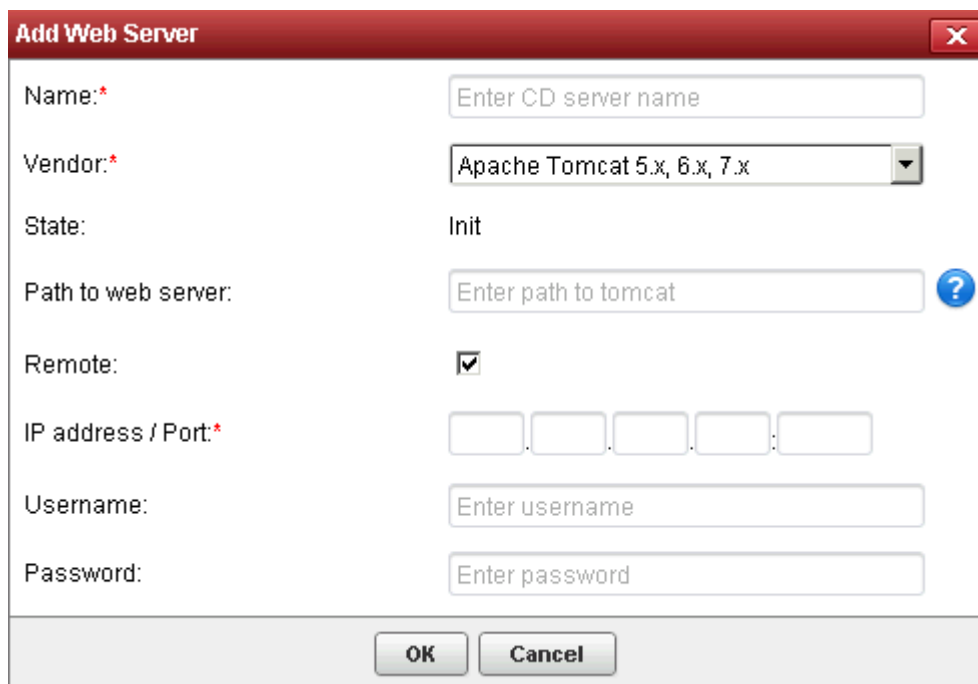 Add Web Server
Name:* Enter CD server name
Vendor:* Apache Tomcat 5.x, 6.x, 7.x
State: Init
Path to web server: Enter path to tomcat ?
Remote:
IP address / Port:* . . . :
Username: Enter username
Password: Enter password
OK Cancel